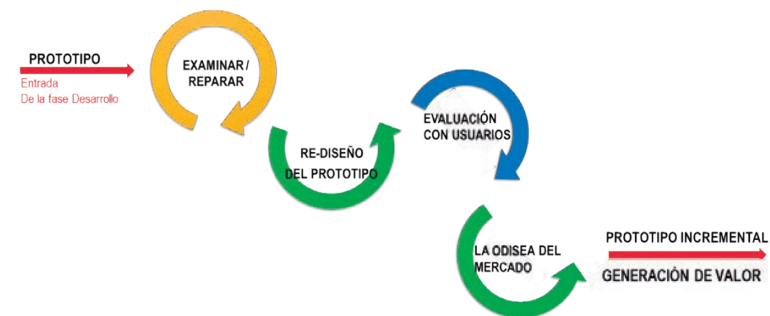 PROTOTIPO
Entrada
De la fase Desarrollo
EXAMINAR /
REPARAR
RE-DISEÑO
DEL PROTOTIPO
EVALUACIÓN
CON USUARIOS
LA ODISEA DEL
MERCADO
PROTOTIPO INCREMENTAL
GENERACIÓN DE VALOR